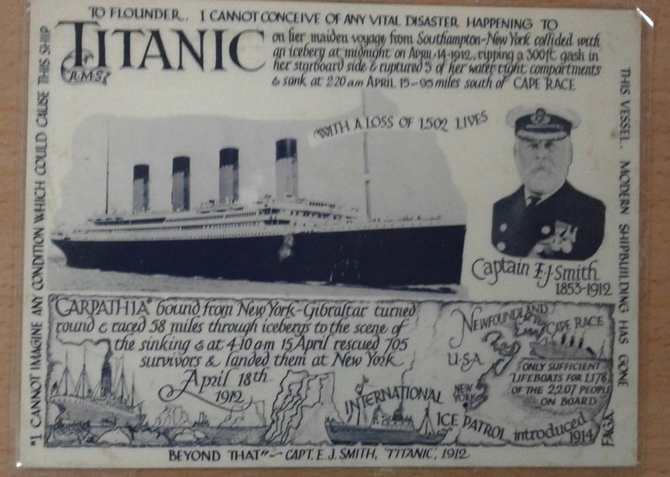 "I CANNOT IMAGINE ANY CONDITION WHICH COULD CAUSE THIS SHIP
TO FLOUNDER.. I CANNOT CONCEIVE OF ANY VITAL DISASTER HAPPENING TO
THIS VESSEL. MODERN SHIPBUILDING HAS GONE
BEYOND THAT" ~ CAPT. E. J. SMITH, 'TITANIC', 1912.
R.M.S
TITANIC
on her maiden voyage from Southampton-New York collided with
an iceberg at midnight on APRIL·14·1912, ripping a 300ft gash in
her starboard side & ruptured 5 of her water tight compartments
& sank at 2·20 am APRIL 15 - 95 miles south of CAPE RACE
WITH A LOSS OF 1,502 LIVES
Captain E·J·Smith
1853-1912
"CARPATHIA" bound from New York-Gibraltar turned
round & raced 58 miles through icebergs to the scene of
the sinking & at 4·10 am 15 April rescued 705
survivors & landed them at New York
April 18th
1912
NEWFOUNDLAND
CAPE RACE
U·S·A
NEW
YORK
ONLY SUFFICIENT
LIFEBOATS FOR 1,178
OF THE 2,207 PEOPLE
ON BOARD
INTERNATIONAL
ICE PATROL introduced
1914
FAGA